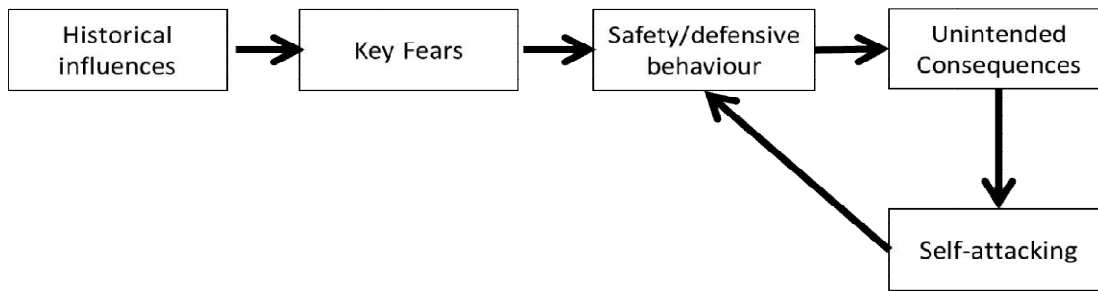 Historical
influences
Key Fears
Safety/defensive
behaviour
Unintended
Consequences
Self-attacking